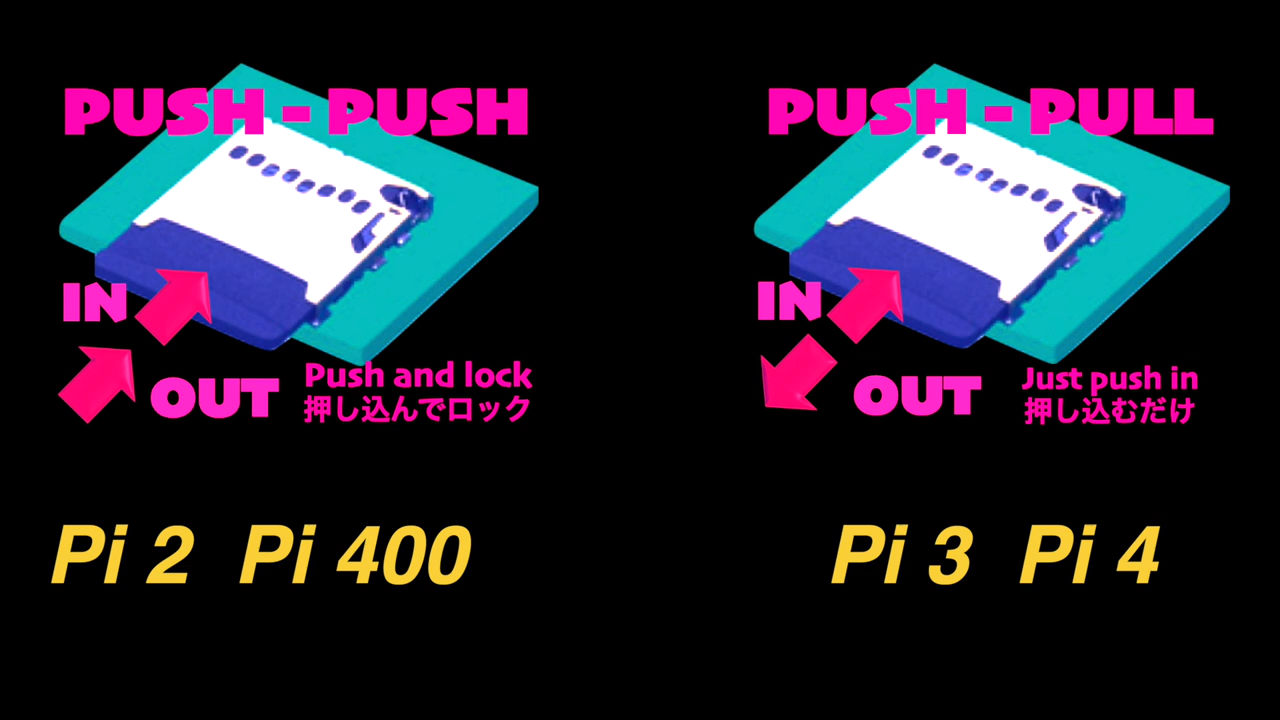 PUSH - PUSH
IN
OUT
Push and lock
押し込んでロック
Pi 2 Pi 400
PUSH - PULL
IN
OUT
Just push in
押し込むだけ
Pi 3 Pi 4